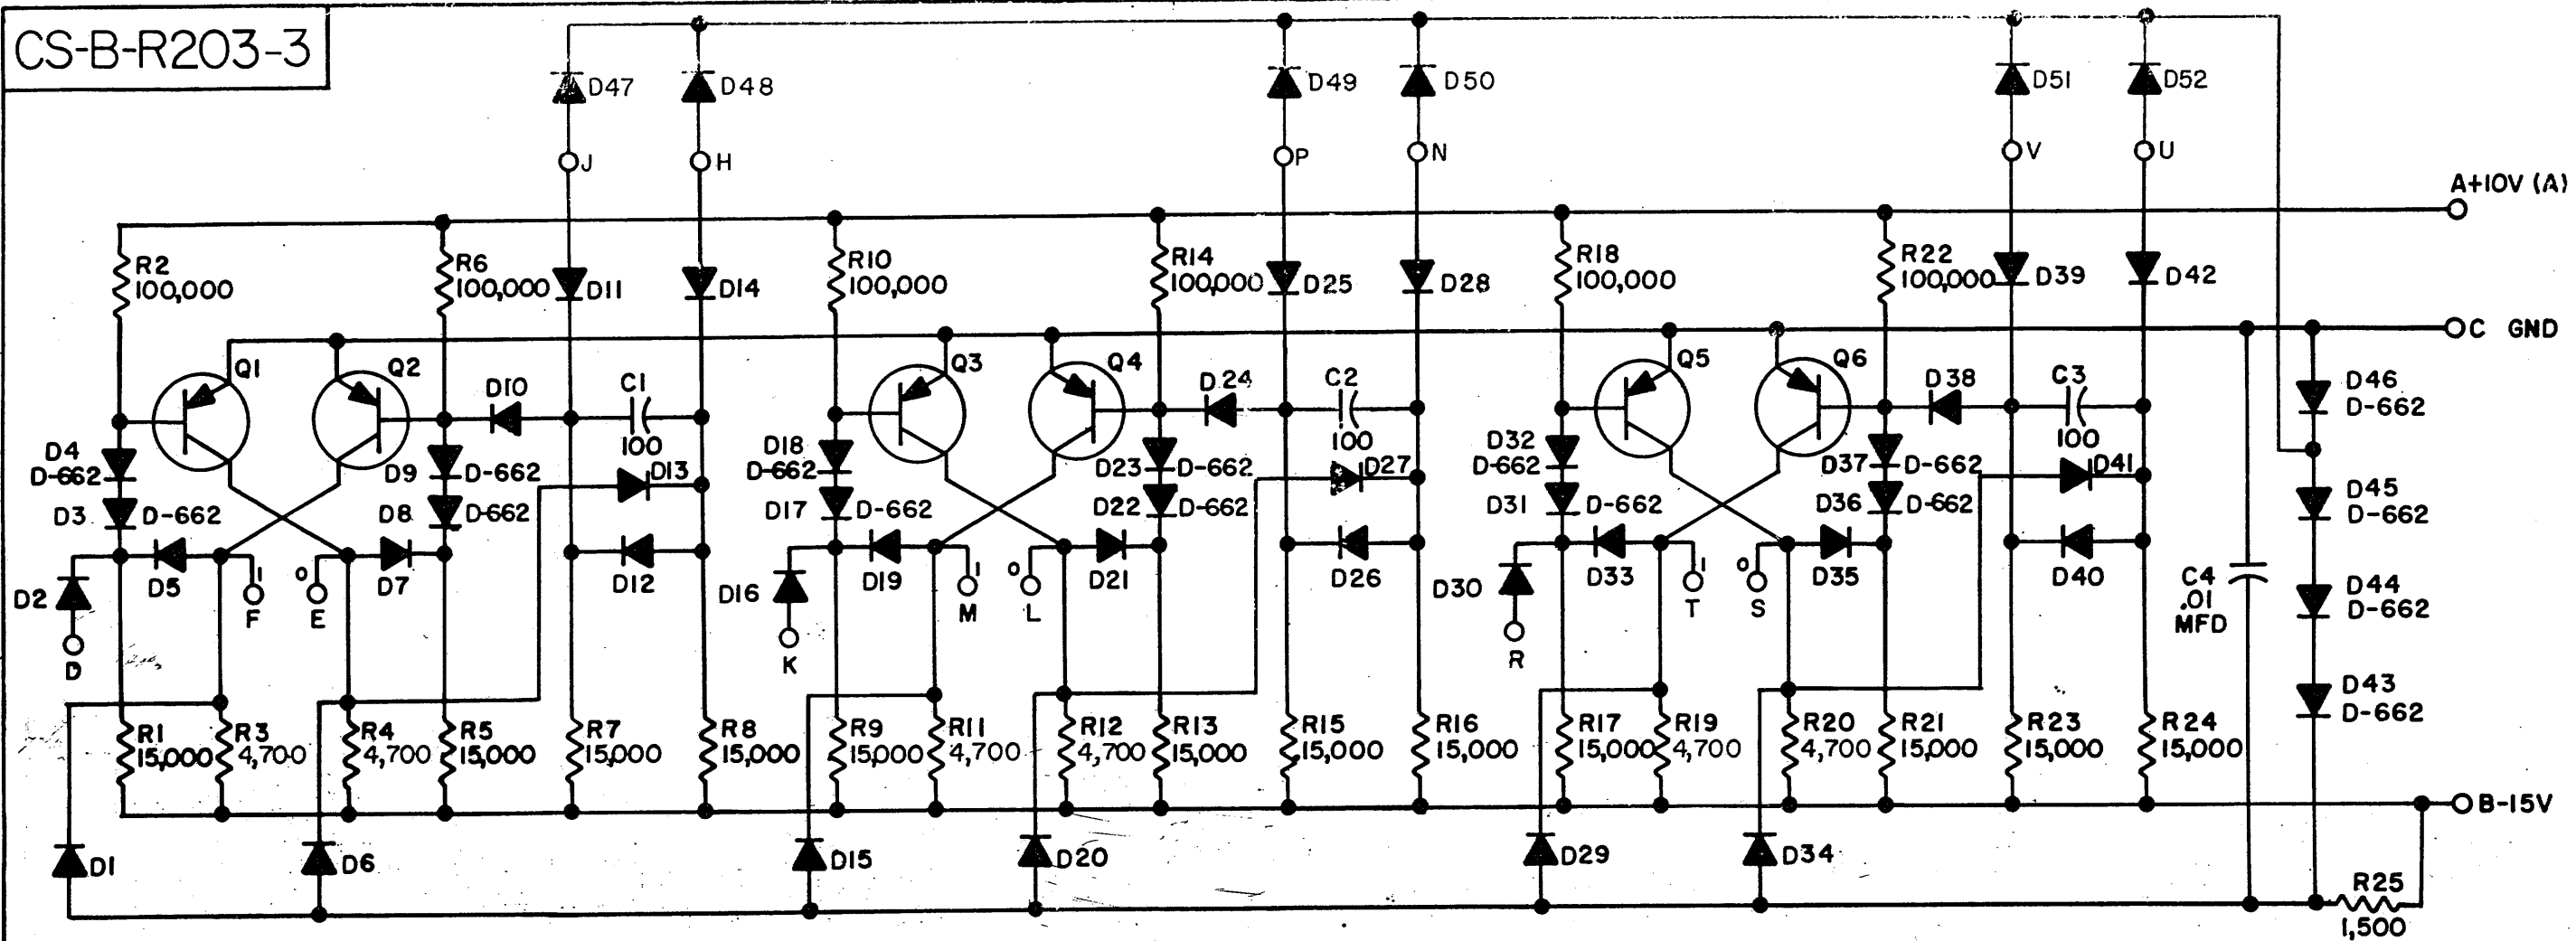 CS-B-R203-3
D47
D48
D49
D50
D51
D52
J
H
P
N
V
U
A+10V (A)
R2
100,000
R6
100,000
D11
D14
R10
100,000
R14
100,000
D25
D28
R18
100,000
R22
100,000
D39
D42
C GND
Q1
Q2
D10
C1
100
Q3
Q4
D24
C2
100
Q5
Q6
D38
C3
100
D46
D-662
D4
D-662
D9
D-662
D13
D18
D-662
D23
D-662
D27
D32
D-662
D37
D-662
D41
D3
D-662
D8
D-662
D17
D-662
D22
D-662
D31
D-662
D36
D-662
D45
D-662
D2
D5
1
F
0
E
D7
D12
D16
D19
1
M
0
L
D21
D26
D30
D33
1
T
0
S
D35
D40
C4
.01
MFD
D44
D-662
D
K
R
D43
D-662
R1
15,000
R3
4,700
R4
4,700
R5
15,000
R7
15,000
R8
15,000
R9
15,000
R11
4,700
R12
4,700
R13
15,000
R15
15,000
R16
15,000
R17
15,000
R19
4,700
R20
4,700
R21
15,000
R23
15,000
R24
15,000
B-15V
D1
D6
D15
D20
D29
D34
R25
1,500